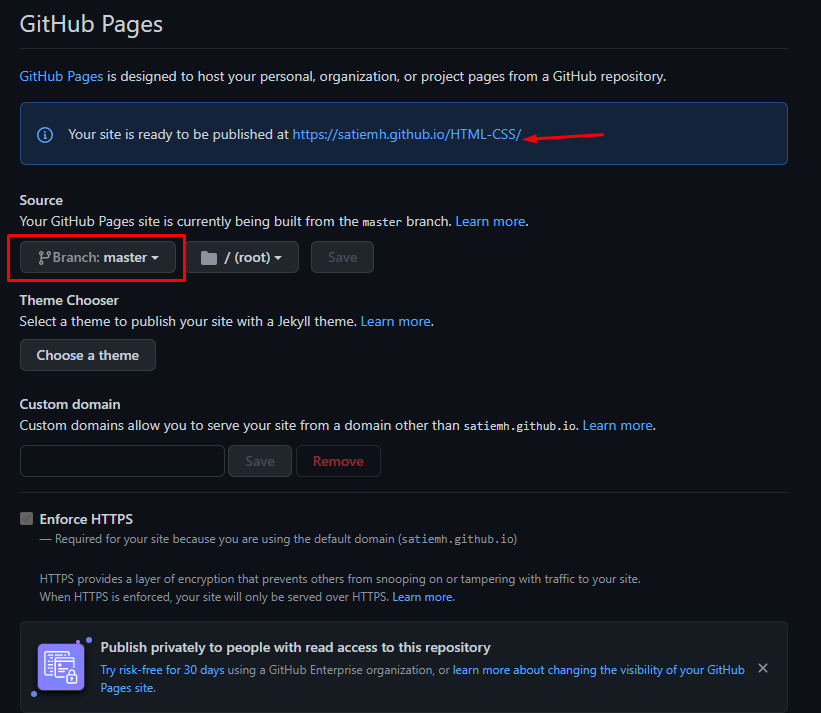 GitHub Pages
GitHub Pages is designed to host your personal, organization, or project pages from a GitHub repository.
Your site is ready to be published at https://satiemh.github.io/HTML-CSS/
Source
Your GitHub Pages site is currently being built from the master branch. Learn more.
Branch: master / (root) Save
Theme Chooser
Select a theme to publish your site with a Jekyll theme. Learn more.
Choose a theme
Custom domain
Custom domains allow you to serve your site from a domain other than satiemh.github.io. Learn more.
Save Remove
Enforce HTTPS
— Required for your site because you are using the default domain (satiemh.github.io)
HTTPS provides a layer of encryption that prevents others from snooping on or tampering with traffic to your site.
When HTTPS is enforced, your site will only be served over HTTPS. Learn more.
Publish privately to people with read access to this repository
Try risk-free for 30 days using a GitHub Enterprise organization, or learn more about changing the visibility of your GitHub
Pages site.